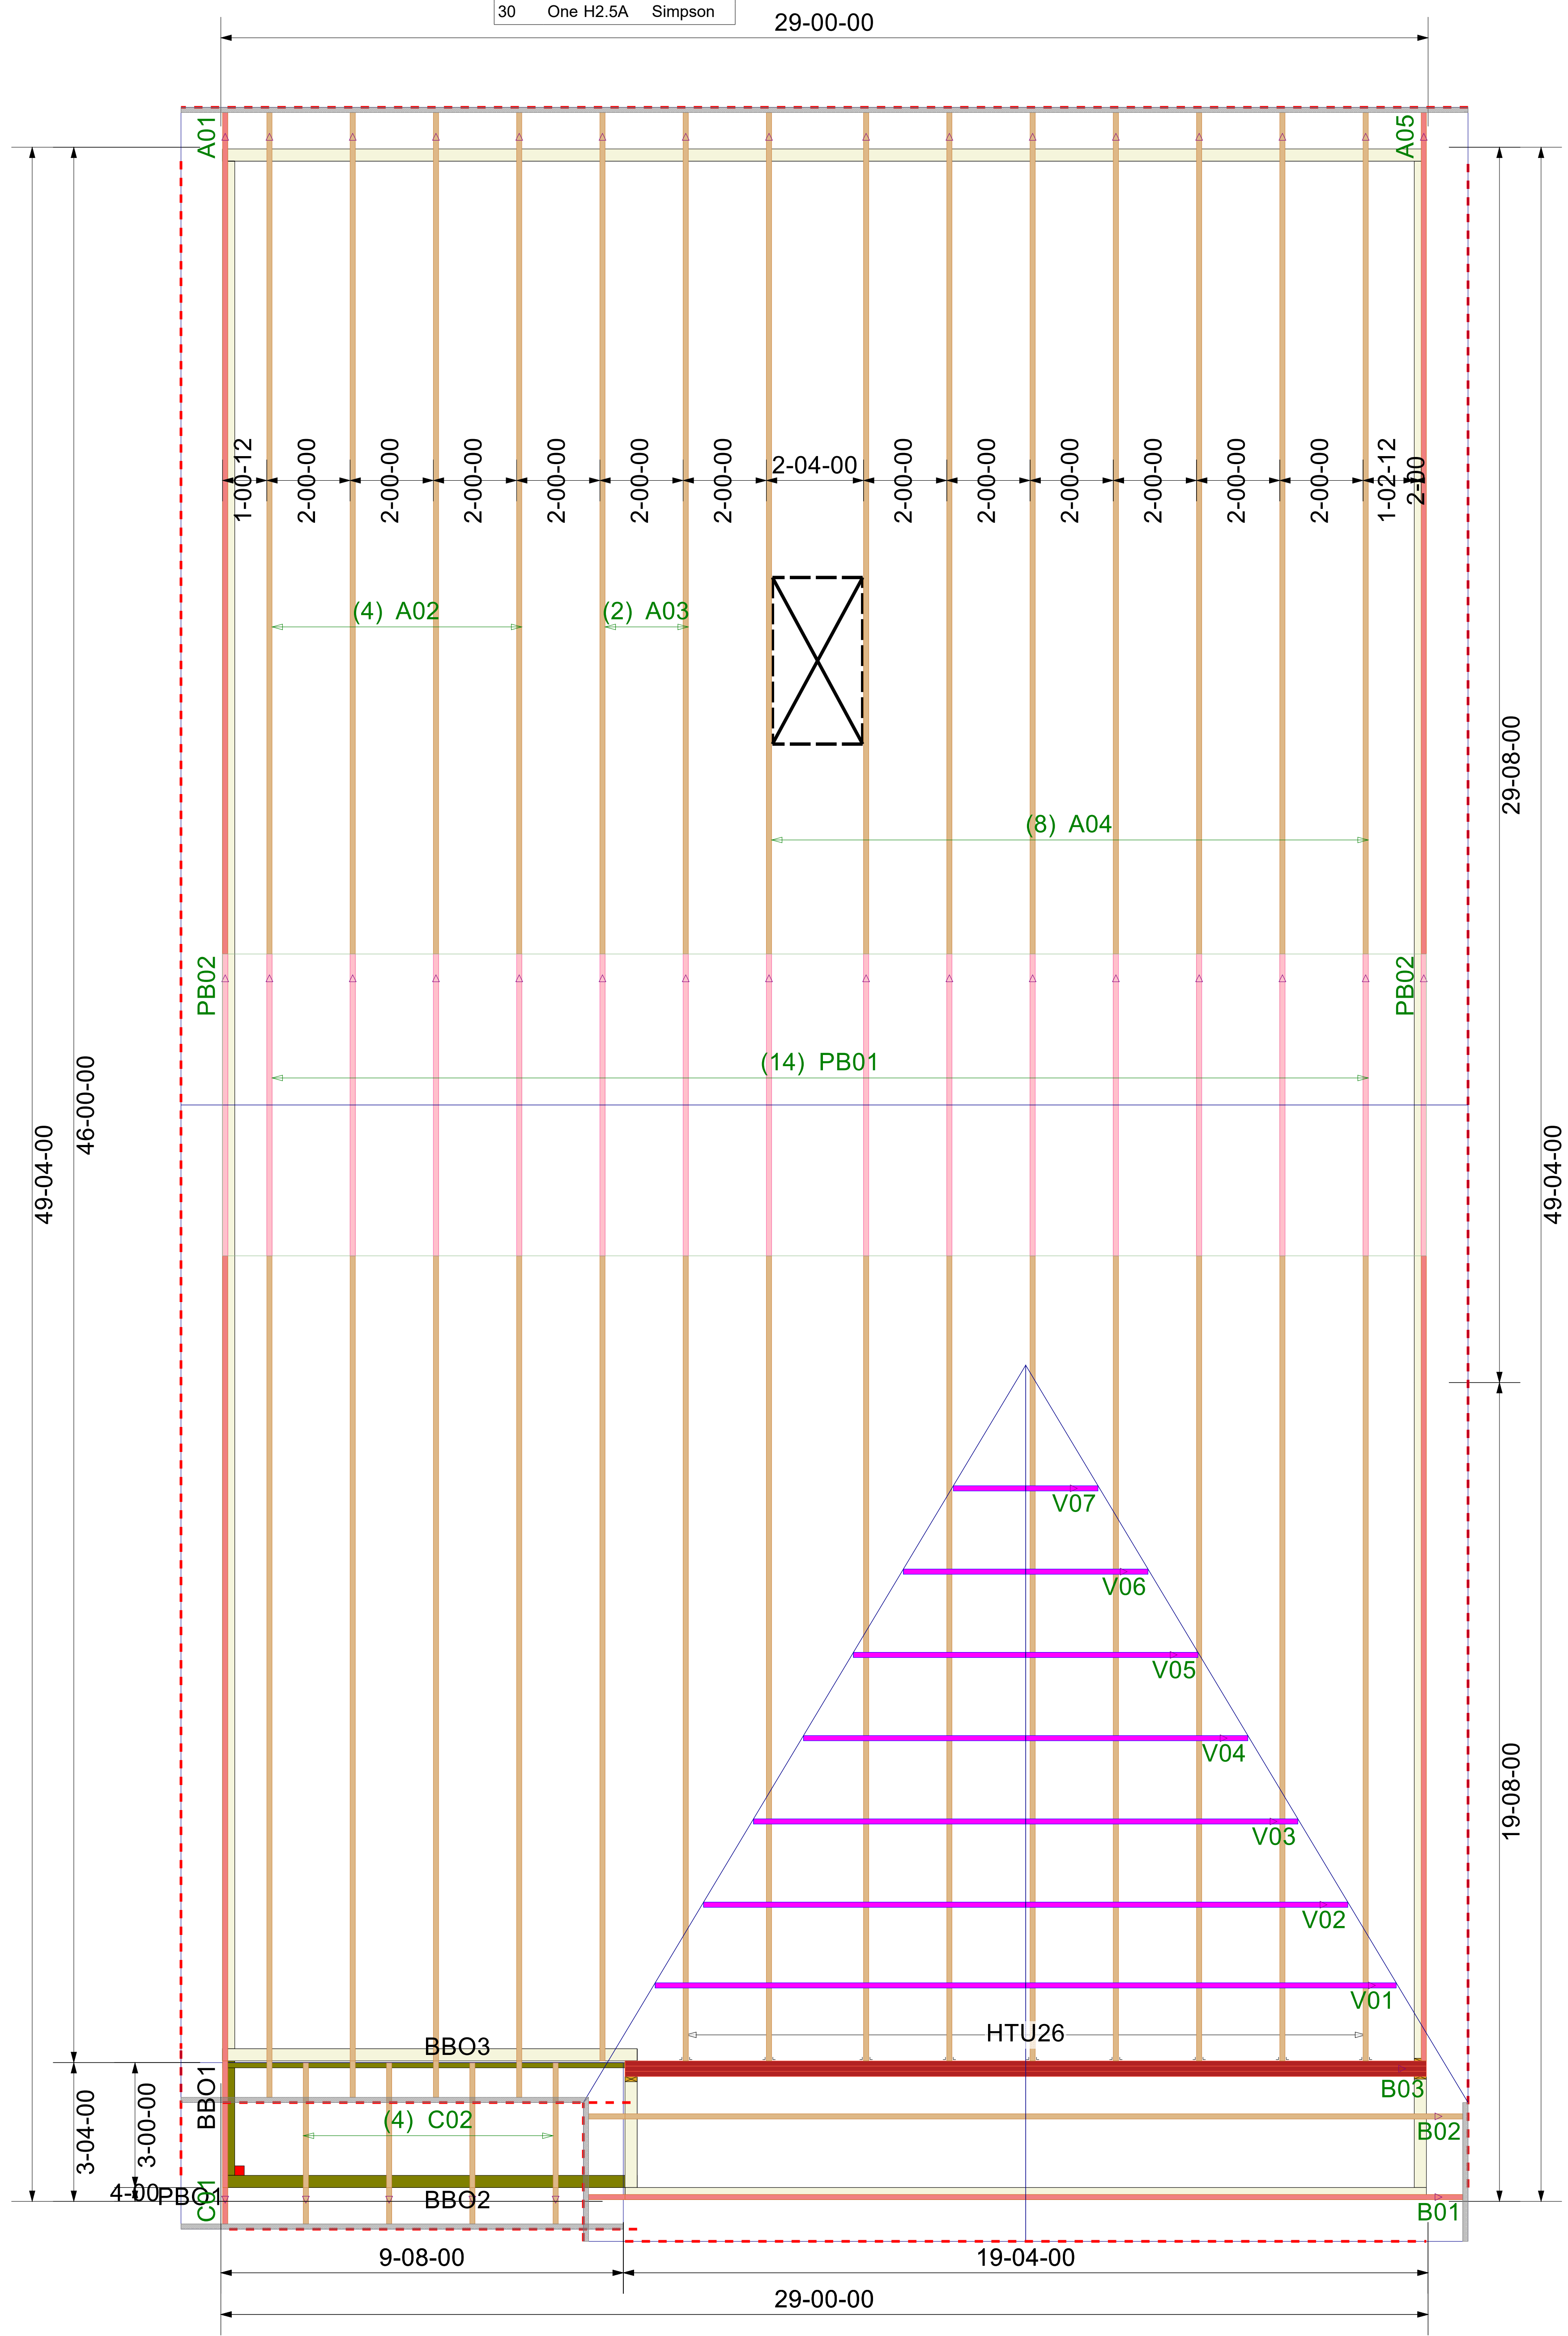 30 One H2.5A Simpson
29-00-00
A01
A05
1-00-12
2-00-00
2-00-00
2-00-00
2-00-00
2-00-00
2-00-00
2-04-00
2-00-00
2-00-00
2-00-00
2-00-00
2-00-00
2-00-00
1-02-12
2-00
(4) A02
(2) A03
29-08-00
(8) A04
PB02
PB02
(14) PB01
46-00-00
49-04-00
49-04-00
V07
V06
V05
V04
V03
19-08-00
V02
V01
HTU26
BBO3
BBO1
B03
3-04-00
3-00-00
(4) C02
B02
4-00
PBO1
C01
BBO2
B01
9-08-00
19-04-00
29-00-00